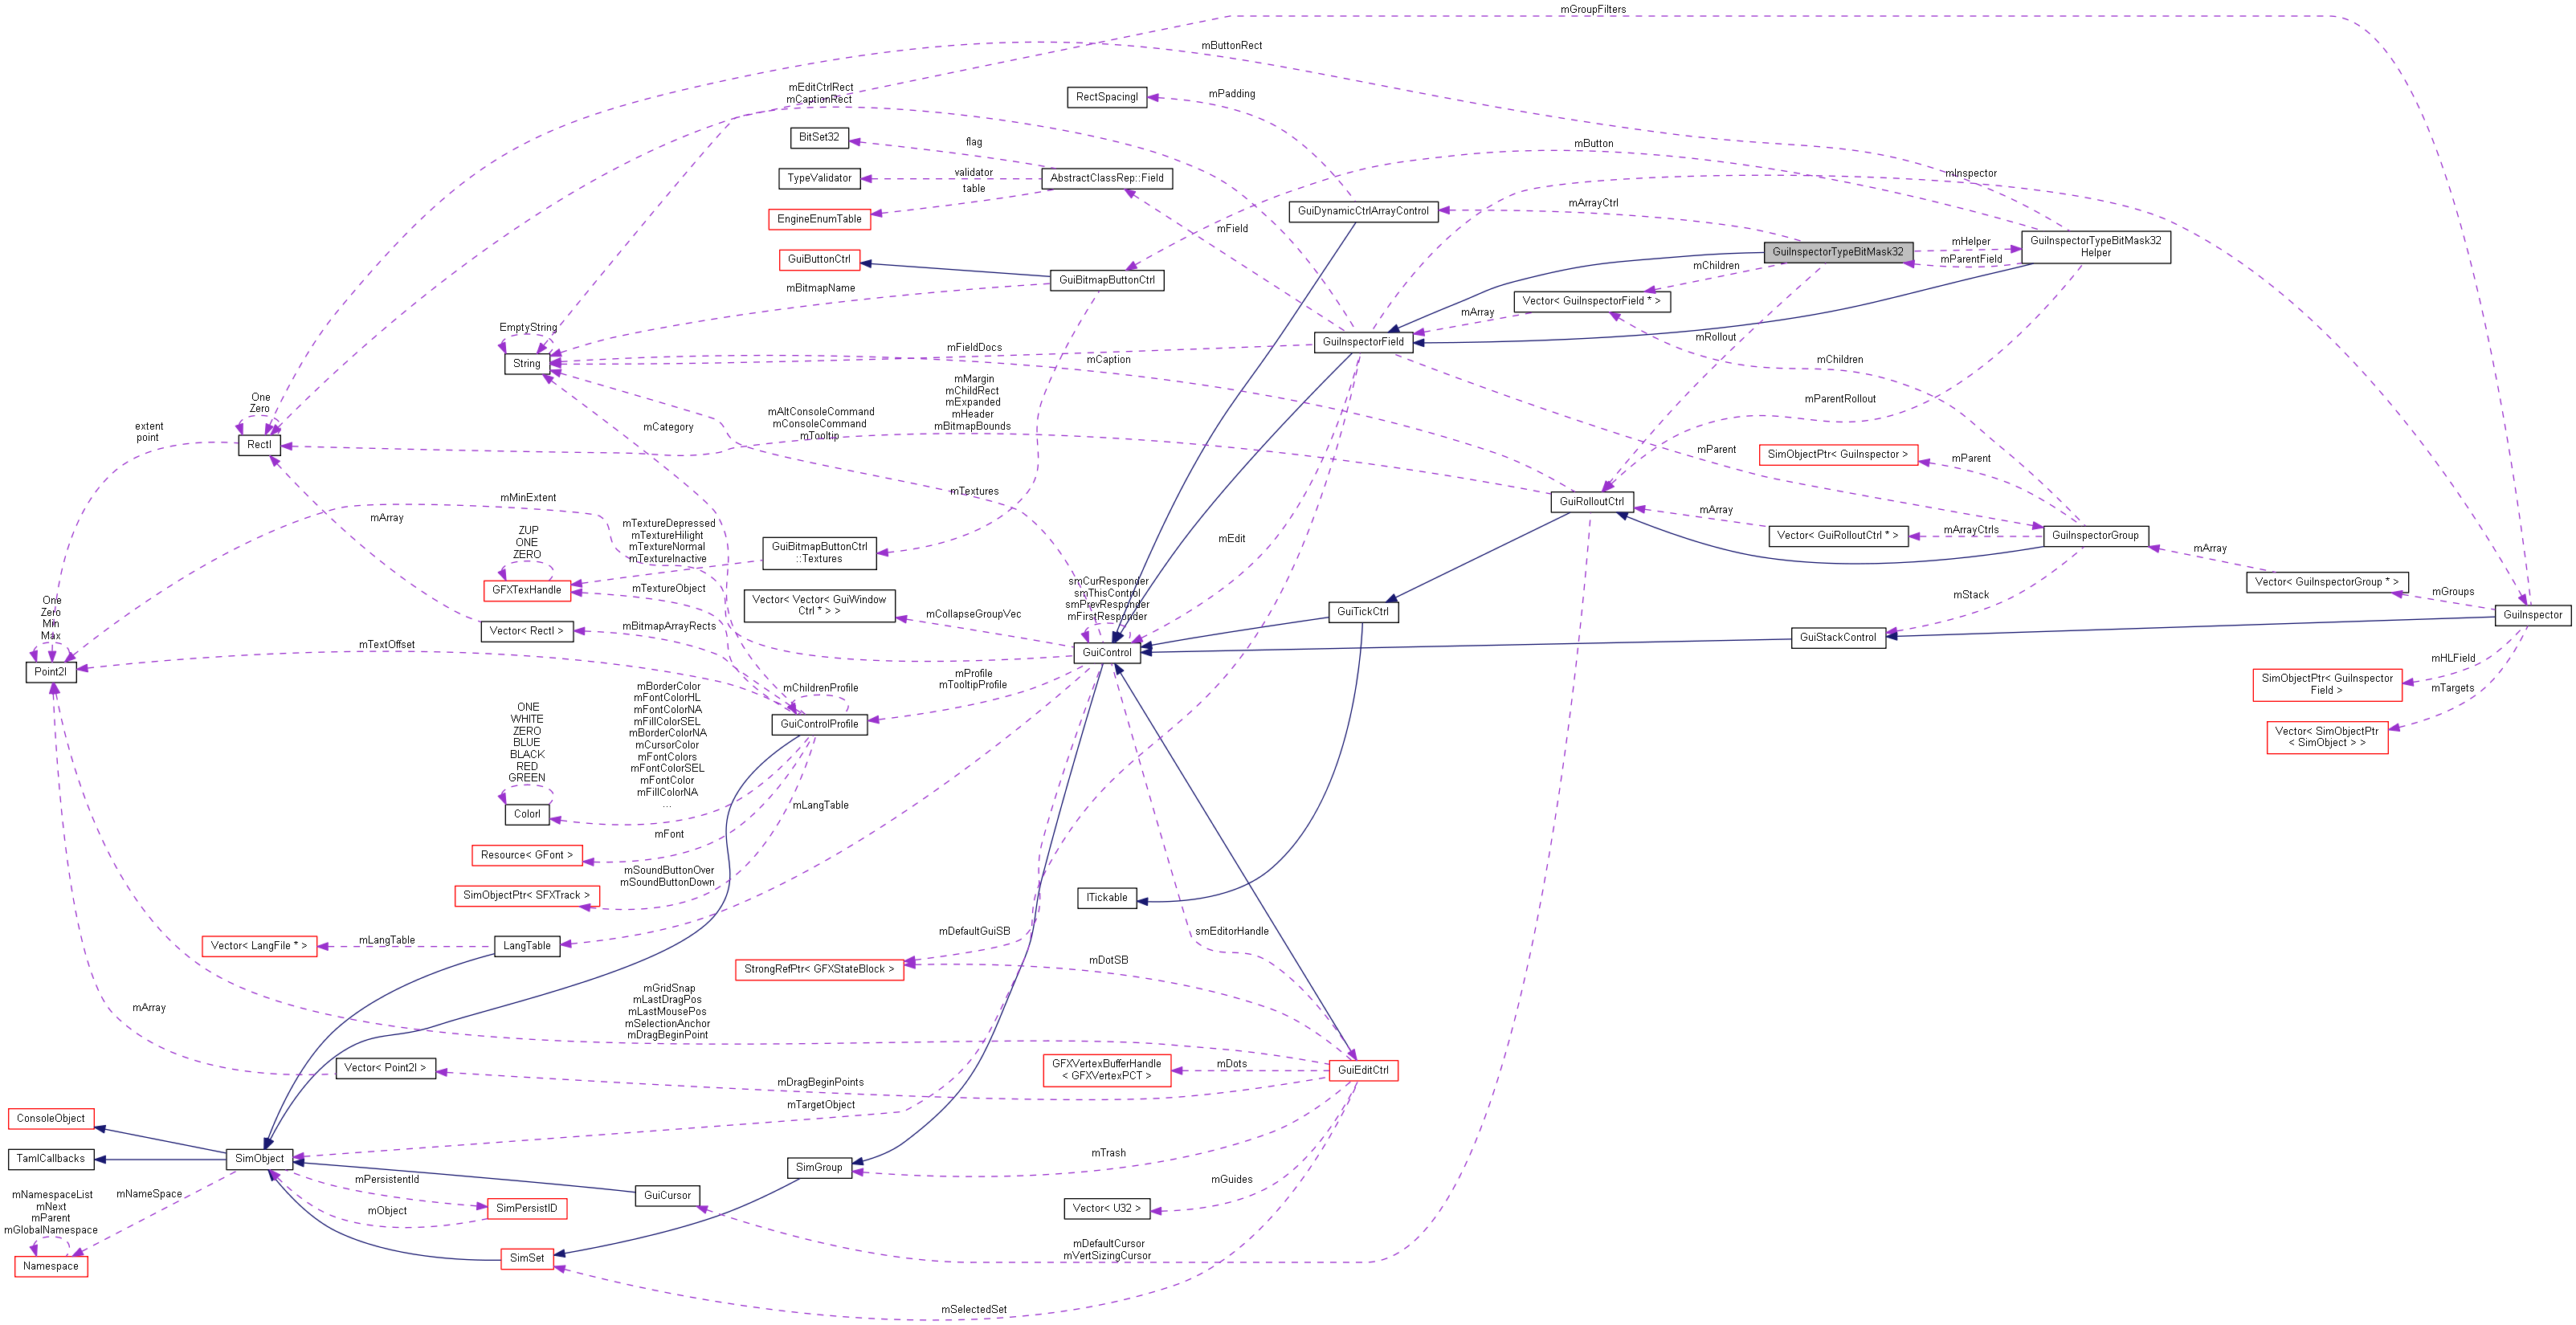 mGroupFilters
mButtonRect
mEditCtrlRect
mCaptionRect
RectSpacingI
mPadding
BitSet32
flag
mButton
TypeValidator
validator
AbstractClassRep::Field
mInspector
table
EngineEnumTable
GuiDynamicCtrlArrayControl
mArrayCtrl
mField
GuiInspectorTypeBitMask32
mHelper
mParentField
GuiInspectorTypeBitMask32
Helper
GuiButtonCtrl
GuiBitmapButtonCtrl
mBitmapName
mChildren
Vector< GuiInspectorField * >
mArray
EmptyString
String
mFieldDocs
mCaption
GuiInspectorField
mRollout
mChildren
mMargin
mChildRect
mExpanded
mHeader
mBitmapBounds
mAltConsoleCommand
mConsoleCommand
mTooltip
mCategory
mParentRollout
One
Zero
RectI
extent
point
mParent
SimObjectPtr< GuiInspector >
mParent
mTextures
mMinExtent
GuiRolloutCtrl
mArray
Vector< GuiRolloutCtrl * >
mArrayCtrls
GuiInspectorGroup
mArray
mArray
mTextureDepressed
mTextureHilight
mTextureNormal
mTextureInactive
ZUP
ONE
ZERO
GFXTexHandle
GuiBitmapButtonCtrl
::Textures
mEdit
mTextureObject
smCurResponder
smThisControl
smPrevResponder
mFirstResponder
Vector< GuiInspectorGroup * >
mGroups
mStack
Vector< Vector< GuiWindow
Ctrl * > >
mCollapseGroupVec
GuiTickCtrl
GuiInspector
One
Zero
Min
Max
Point2I
Vector< RectI >
mBitmapArrayRects
mTextOffset
GuiControl
GuiStackControl
mHLField
SimObjectPtr< GuiInspector
Field >
mTargets
Vector< SimObjectPtr
< SimObject > >
mProfile
mTooltipProfile
mChildrenProfile
GuiControlProfile
mBorderColor
mFontColorHL
mFontColorNA
mFillColorSEL
mBorderColorNA
mCursorColor
mFontColors
mFontColorSEL
mFontColor
mFillColorNA
...
ONE
WHITE
ZERO
BLUE
BLACK
RED
GREEN
ColorI
mLangTable
mFont
Resource< GFont >
mSoundButtonOver
mSoundButtonDown
SimObjectPtr< SFXTrack >
ITickable
Vector< LangFile * >
mLangTable
LangTable
mDefaultGuiSB
smEditorHandle
StrongRefPtr< GFXStateBlock >
mDotSB
mArray
mGridSnap
mLastDragPos
mLastMousePos
mSelectionAnchor
mDragBeginPoint
Vector< Point2I >
mDragBeginPoints
GFXVertexBufferHandle
< GFXVertexPCT >
mDots
GuiEditCtrl
mTargetObject
ConsoleObject
TamlCallbacks
SimObject
mTrash
SimGroup
mPersistentId
mNameSpace
mNamespaceList
mNext
mParent
mGlobalNamespace
Namespace
mObject
SimPersistID
GuiCursor
mGuides
Vector< U32 >
SimSet
mDefaultCursor
mVertSizingCursor
mSelectedSet